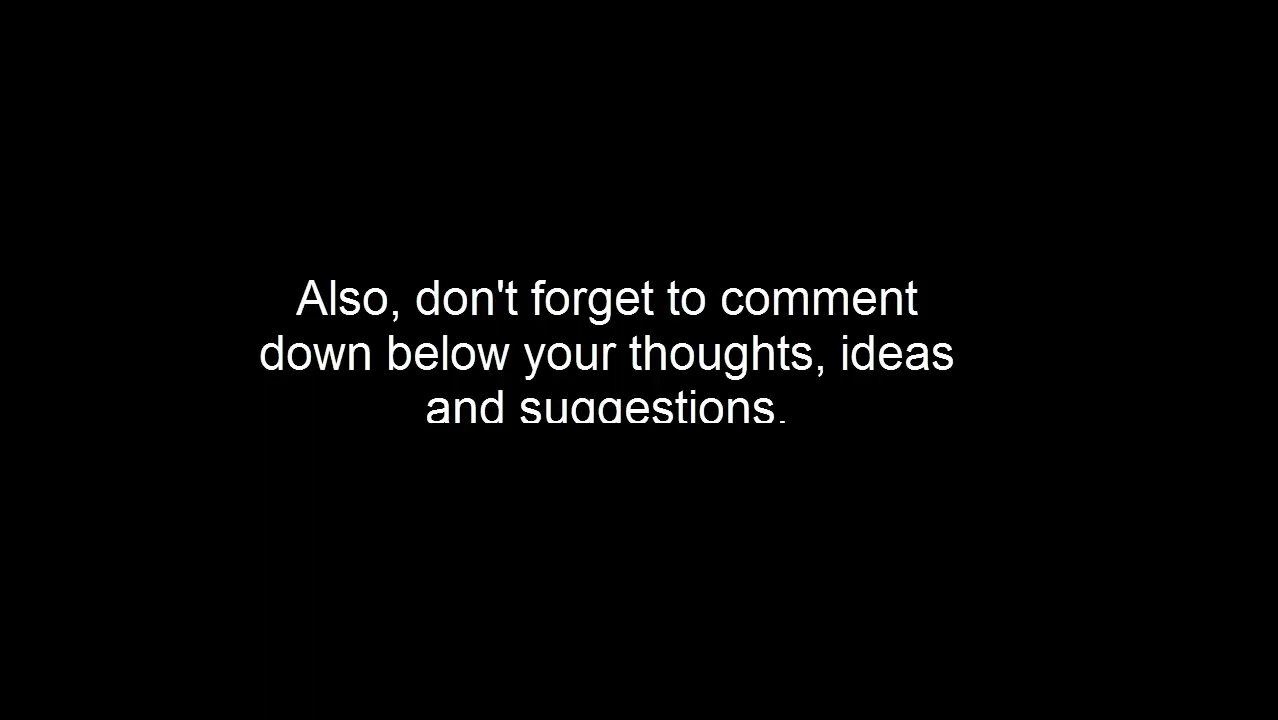 Also, don't forget to comment
down below your thoughts, ideas
and suggestions.